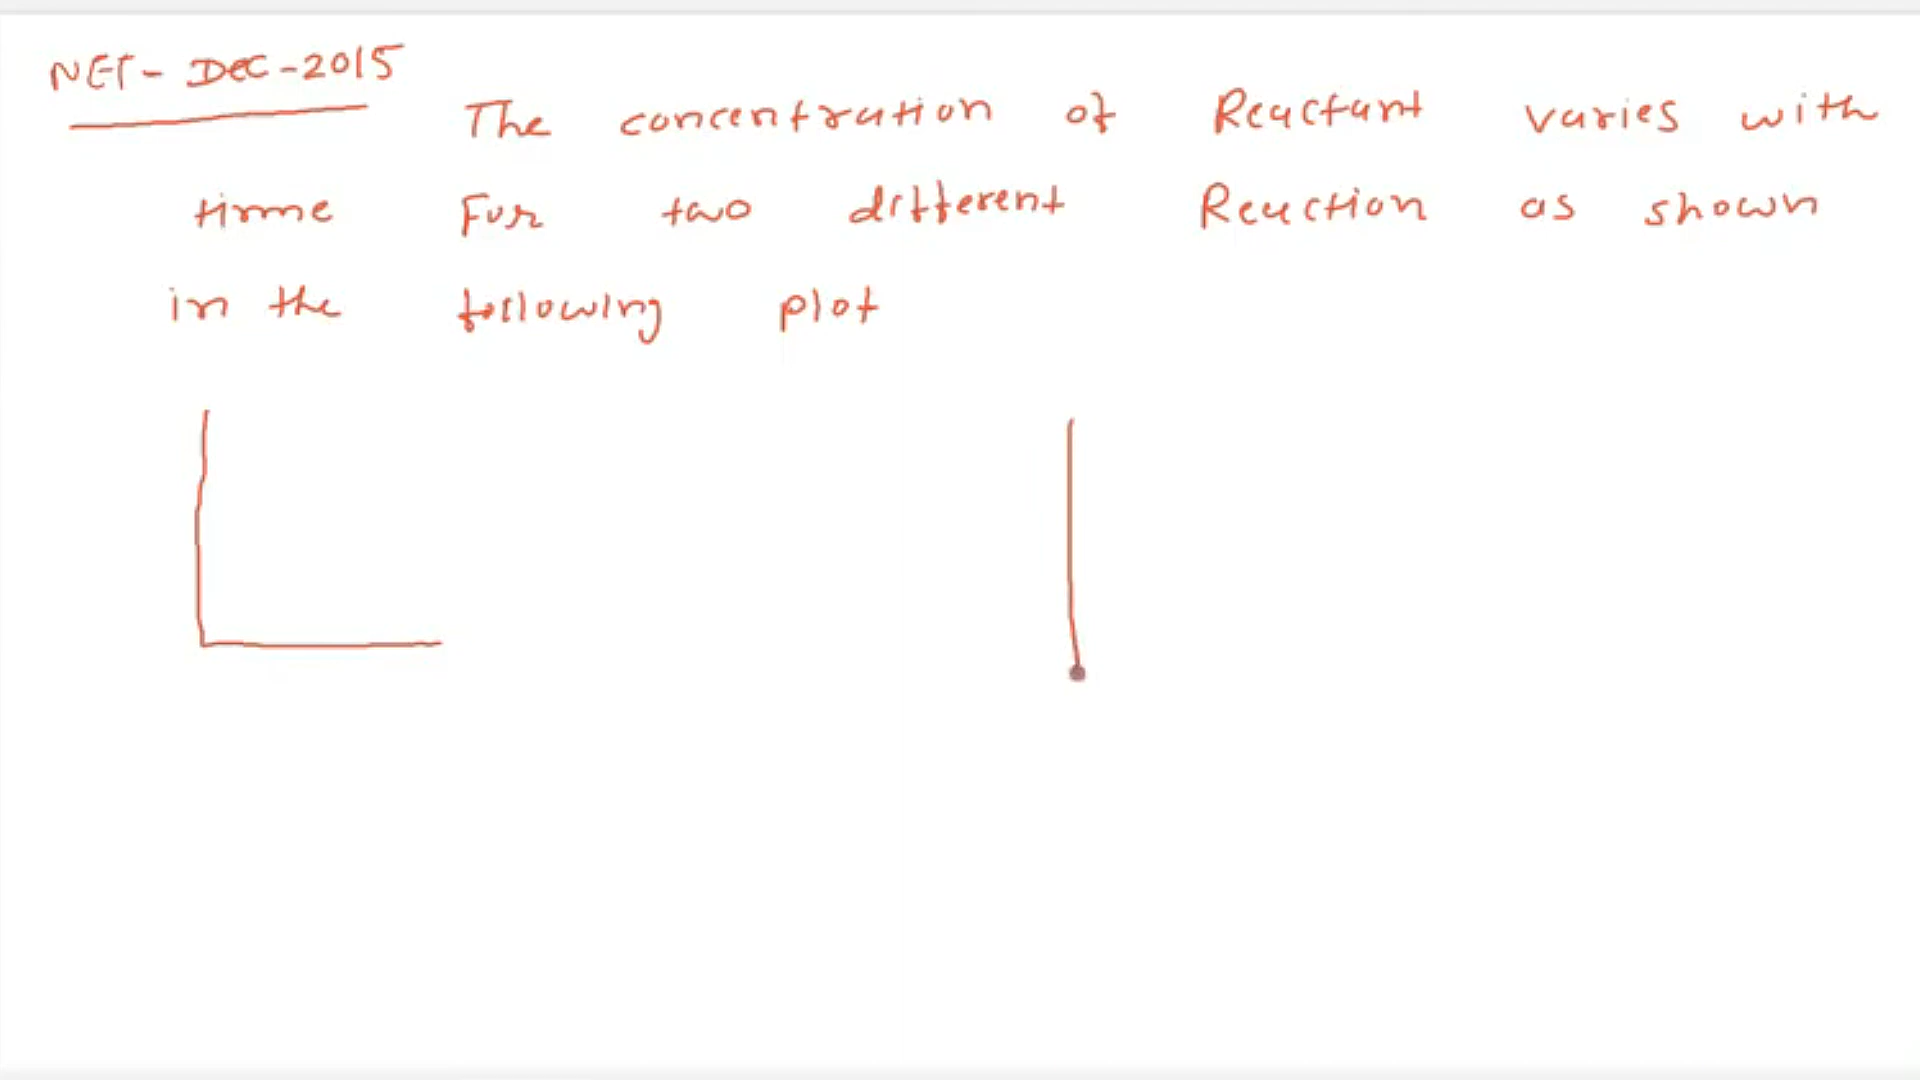 NET - DEC - 2015
The concentration of Reactant varies with
time For two different Reaction as shown
in the following plot